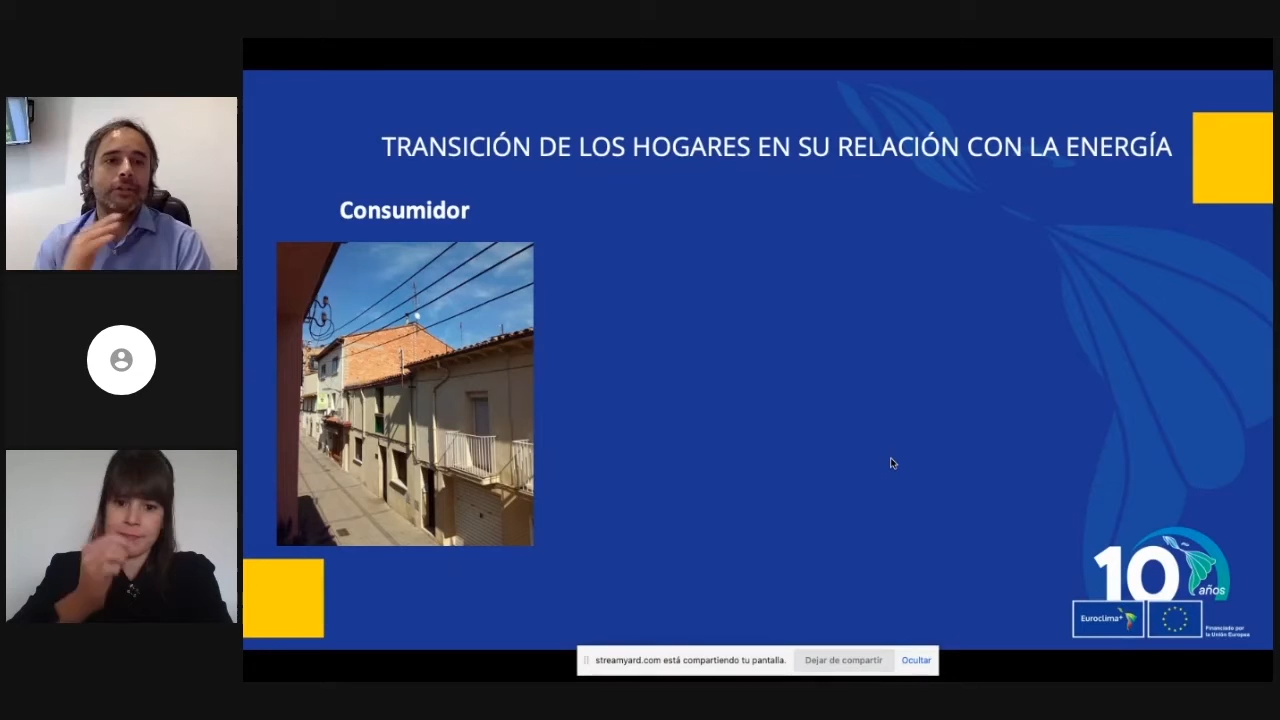 TRANSICIÓN DE LOS HOGARES EN SU RELACIÓN CON LA ENERGÍA
Consumidor
10
años
Euroclima+
Financiado por
la Unión Europea
streamyard.com está compartiendo tu pantalla.
Dejar de compartir
Ocultar